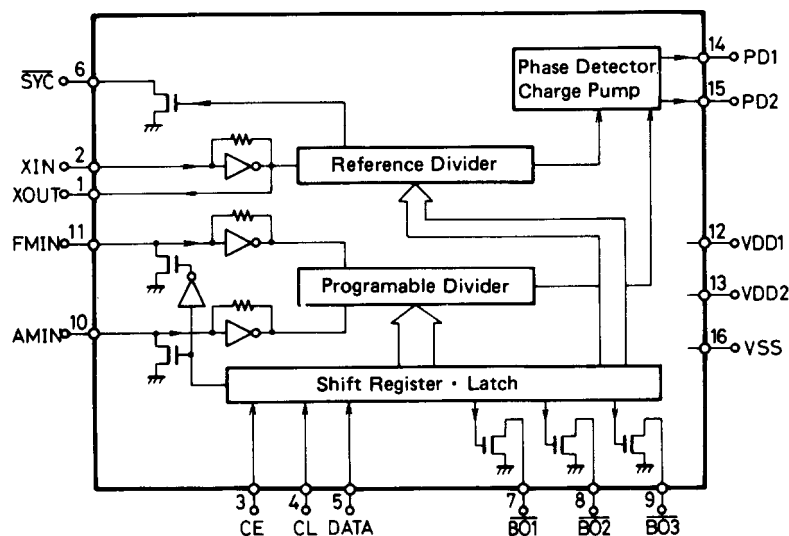 6
SYC
14
PD1
Phase Detector
Charge Pump
15
PD2
2
XIN
Reference Divider
1
XOUT
11
FMIN
12
VDD1
Programable Divider
13
VDD2
10
AMIN
16
VSS
Shift Register · Latch
3
4
5
7
8
9
CE
CL
DATA
BO1
BO2
BO3